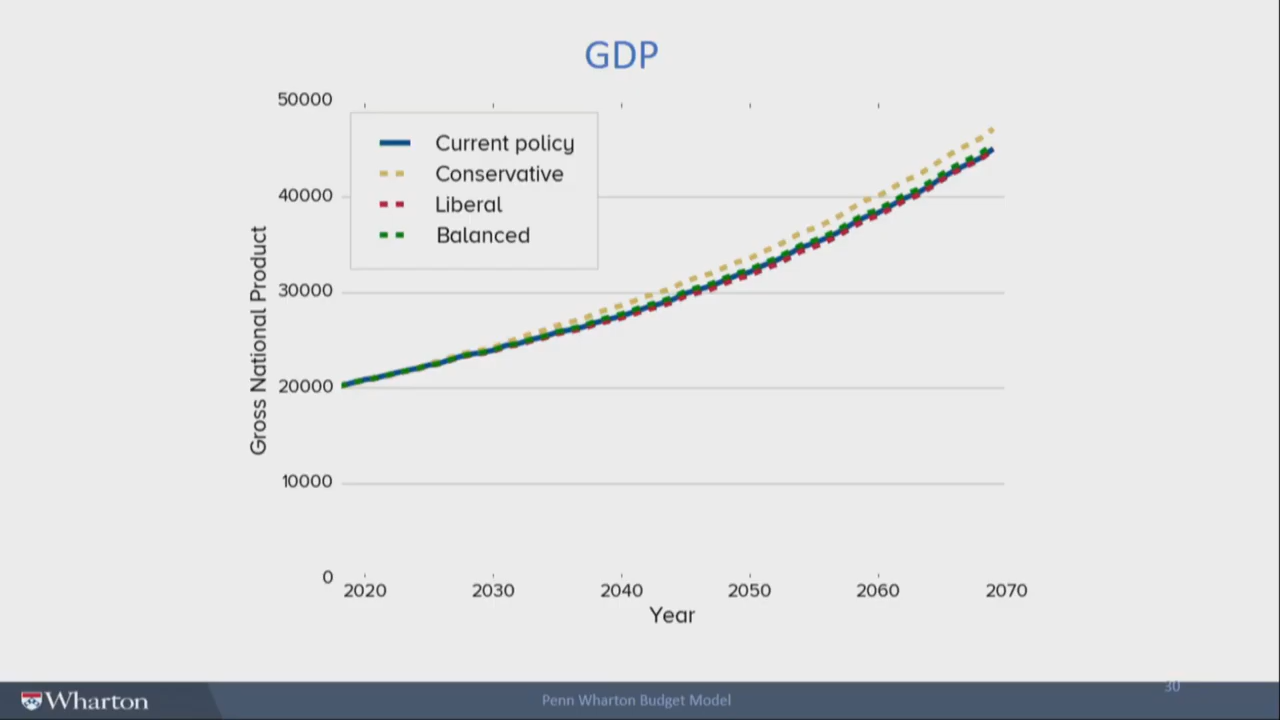 GDP
50000
40000
30000
20000
10000
0
Gross National Product
Current policy
Conservative
Liberal
Balanced
2020 2030 2040 2050 2060 2070
Year
Wharton
Penn Wharton Budget Model
30